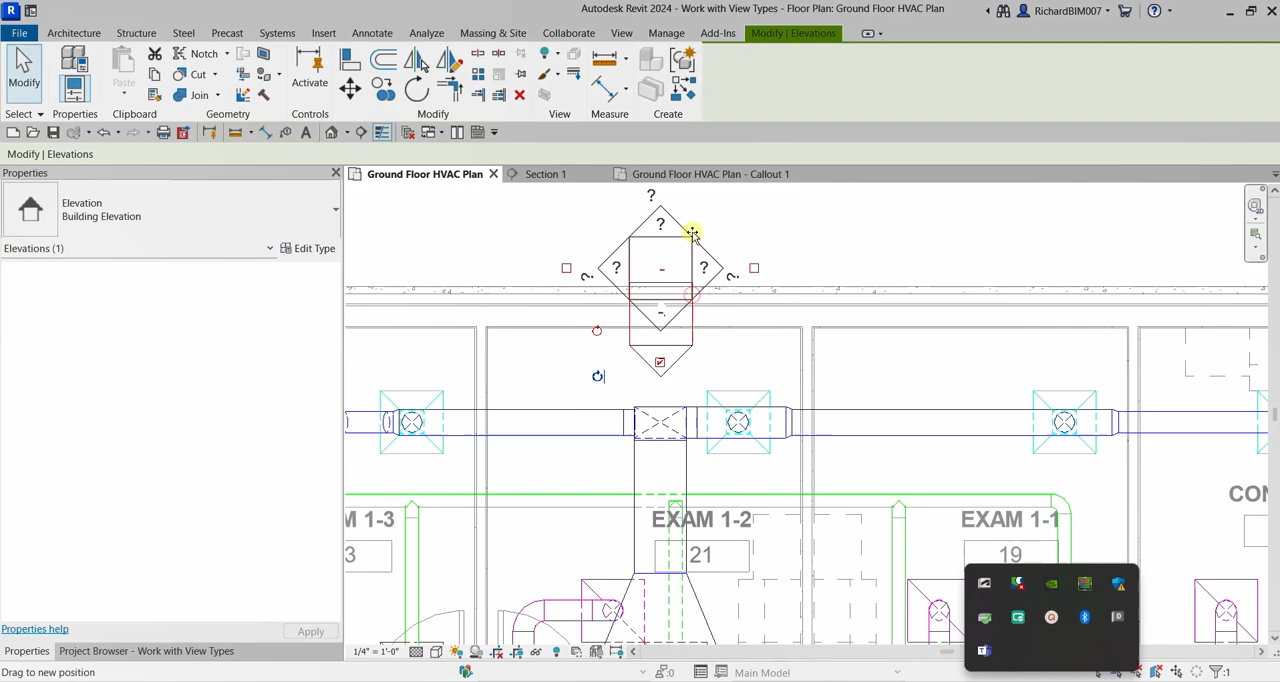 Autodesk Revit 2024 - Work with View Types - Floor Plan: Ground Floor HVAC Plan
RichardBIM007
File Architecture Structure Steel Precast Systems Insert Annotate Analyze Massing & Site Collaborate View Manage Add-Ins Modify | Elevations
Modify Paste Notch Cut Join Activate
Select Properties Clipboard Geometry Controls Modify View Measure Create
Modify | Elevations
Properties
Ground Floor HVAC Plan Section 1 Ground Floor HVAC Plan - Callout 1
Elevation
Building Elevation
Elevations (1) Edit Type
?
?
? ? - ? ?
-
EXAM 1-2 EXAM 1-1
M 1-3 CON
3 21 19
Properties help Apply
Properties Project Browser - Work with View Types 1/4" = 1'-0"
Drag to new position :0 Main Model :1